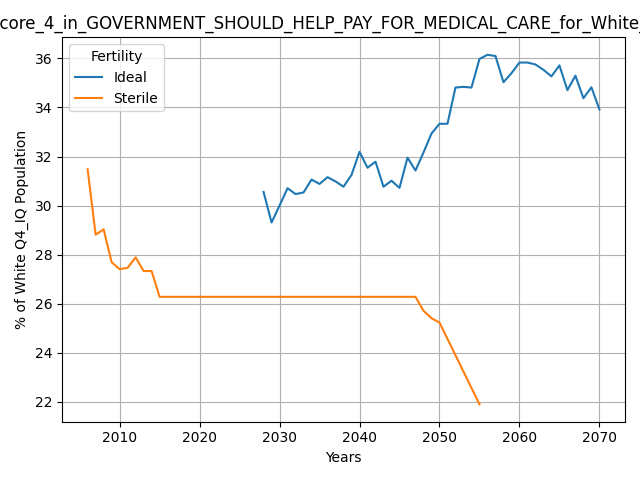 core_4_in_GOVERNMENT_SHOULD_HELP_PAY_FOR_MEDICAL_CARE_for_White_
Fertility
Ideal
Sterile
% of White Q4_IQ Population
36
34
32
30
28
26
24
22
2010 2020 2030 2040 2050 2060 2070
Years